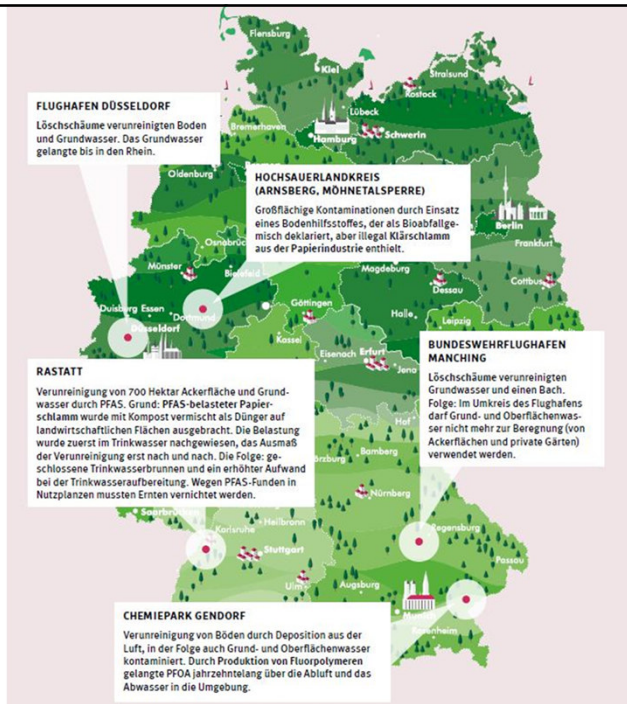 Flensburg
Kiel
Stralsund
Rostock
Lübeck
Hamburg
Schwerin
Bremerhaven
FLUGHAFEN DÜSSELDORF
Löschschäume verunreinigten Boden
und Grundwasser. Das Grundwasser
gelangte bis in den Rhein.
Oldenburg
HOCHSAUERLANDKREIS
(ARNSBERG, MÖHNETALSPERRE)
Großflächige Kontaminationen durch Einsatz
eines Bodenhilfsstoffes, der als Bioabfallge-
misch deklariert, aber illegal Klärschlamm
aus der Papierindustrie enthielt.
Berlin
Frankfurt
Osnabrü
Münster
Bielefeld
Magdeburg
Cottbus
Dessau
Göttingen
Duisburg Essen
Dortmund
Düsseldorf
Halle
Leipzig
Kassel
Eisenach
Erfurt
Jena
BUNDESWEHRFLUGHAFEN
MANCHING
Löschschäume verunreinigten
Grundwasser und einen Bach.
Folge: Im Umkreis des Flughafens
darf Grund- und Oberflächenwas-
ser nicht mehr zur Beregnung (von
Ackerflächen und private Gärten)
verwendet werden.
RASTATT
Verunreinigung von 700 Hektar Ackerfläche und Grund-
wasser durch PFAS. Grund: PFAS-belasteter Papier-
schlamm wurde mit Kompost vermischt als Dünger auf
landwirtschaftlichen Flächen ausgebracht. Die Belastung
wurde zuerst im Trinkwasser nachgewiesen, das Ausmaß
der Verunreinigung erst nach und nach. Die Folge: ge-
schlossene Trinkwasserbrunnen und ein erhöhter Aufwand
bei der Trinkwasseraufbereitung. Wegen PFAS-Funden in
Nutzplanzen mussten Ernten vernichtet werden.
Hof
Bamberg
ürzburg
Nürnberg
Saarbrücken
Heilbronn
Karlsruhe
Regensburg
Stuttgart
Passau
Ulm
Augsburg
CHEMIEPARK GENDORF
Verunreinigung von Böden durch Deposition aus der
Luft, in der Folge auch Grund- und Oberflächenwasser
kontaminiert. Durch Produktion von Fluorpolymeren
gelangte PFOA jahrzehntelang über die Abluft und das
Abwasser in die Umgebung.